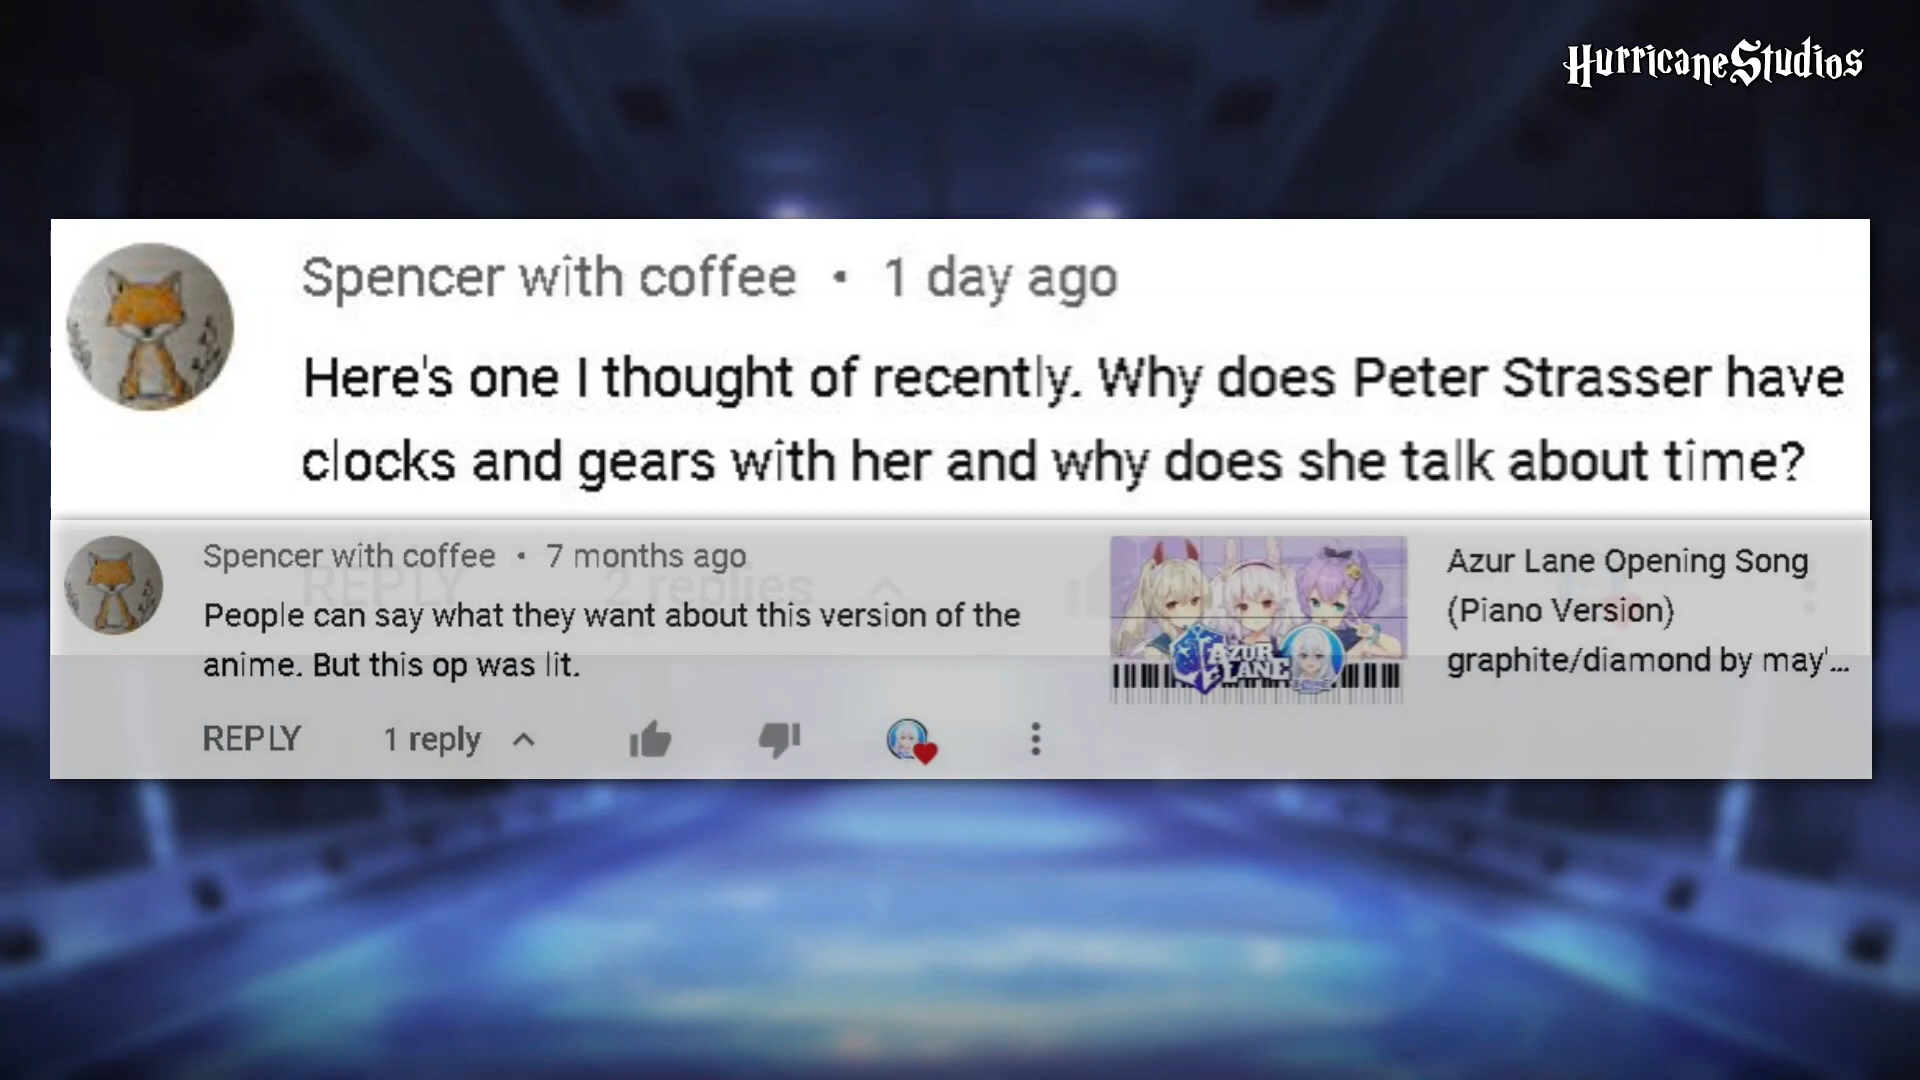 HurricaneStudios
Spencer with coffee • 1 day ago
Here's one I thought of recently. Why does Peter Strasser have
clocks and gears with her and why does she talk about time?
REPLY 2 replies
Spencer with coffee • 7 months ago
People can say what they want about this version of the
anime. But this op was lit.
REPLY 1 reply
AZUR
LANE
Azur Lane Opening Song
(Piano Version)
graphite/diamond by may'...